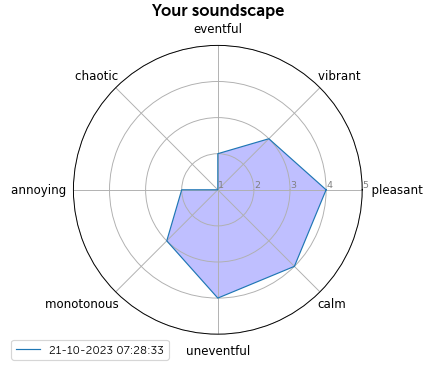 Your soundscape
eventful
chaotic
vibrant
annoying
1 2 3 4 5
pleasant
monotonous
calm
uneventful
21-10-2023 07:28:33